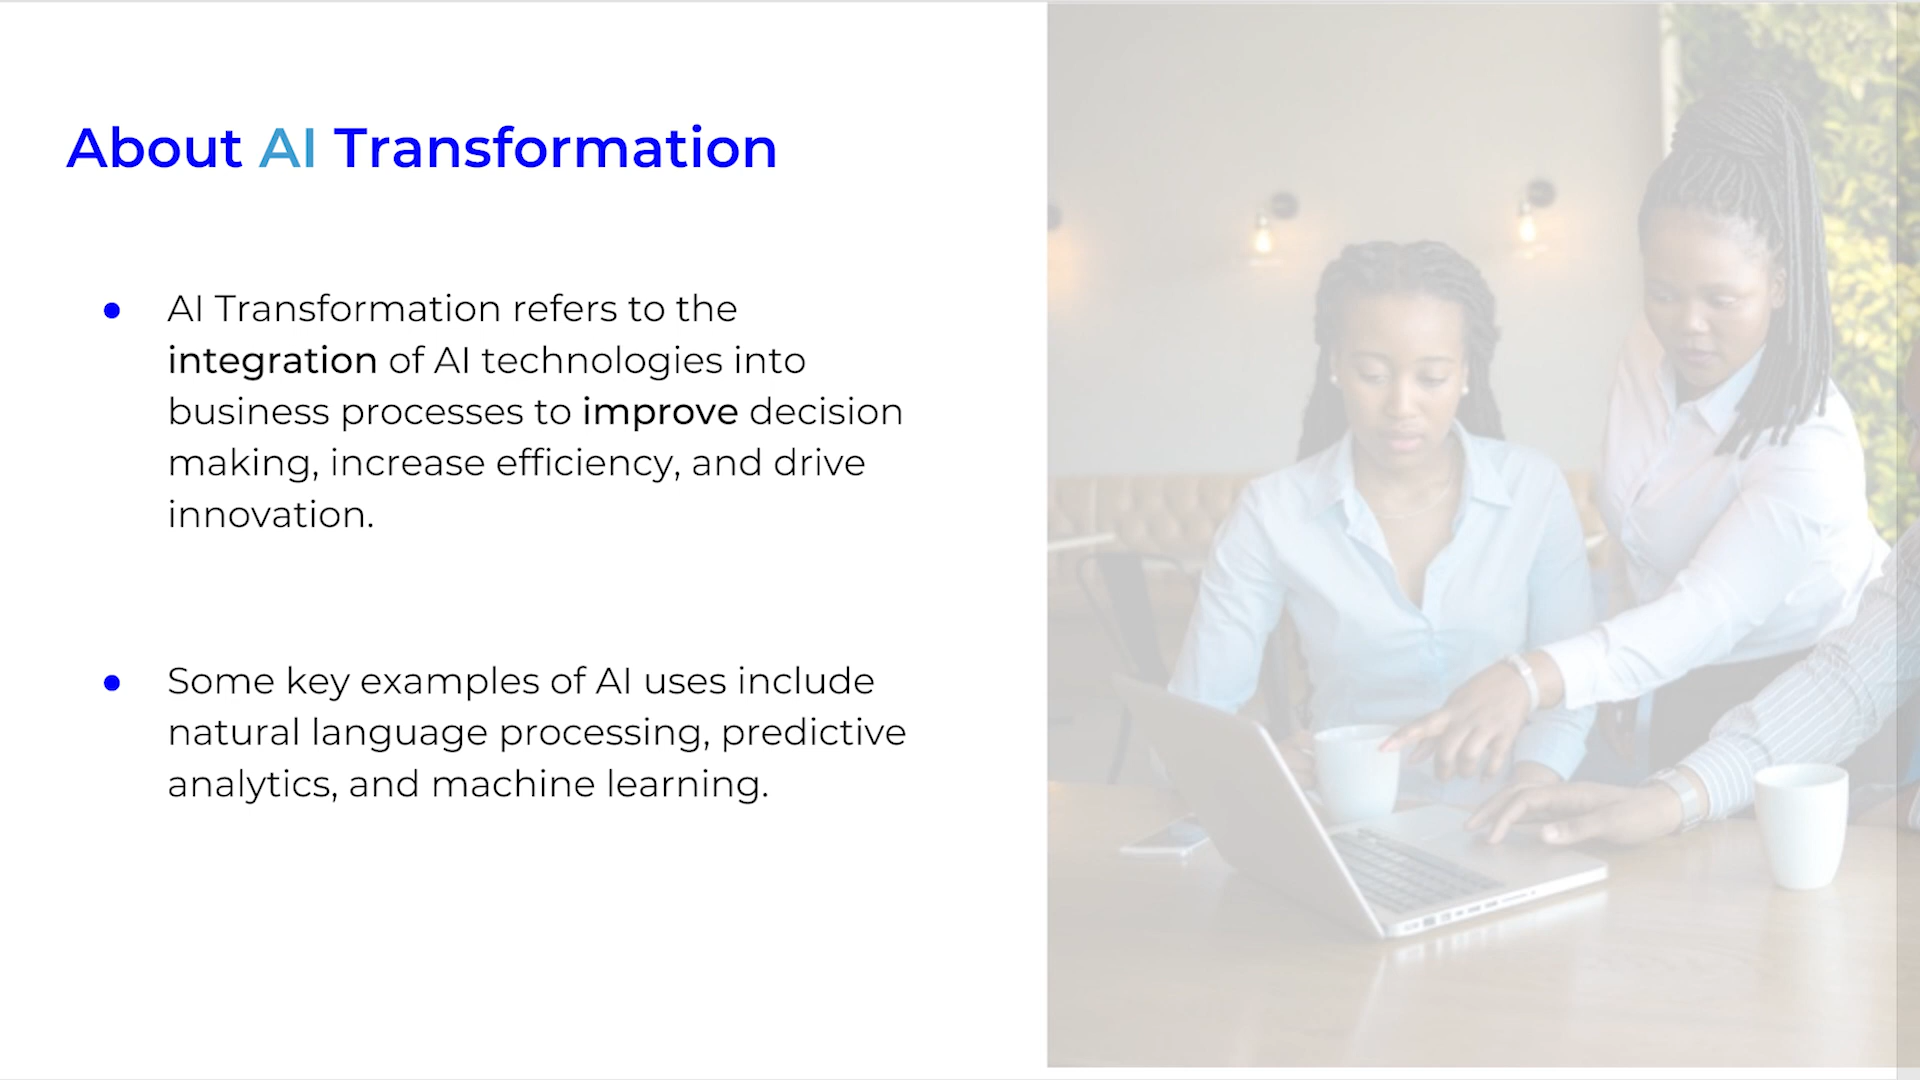 About AI Transformation
AI Transformation refers to the
integration of AI technologies into
business processes to improve decision
making, increase efficiency, and drive
innovation.
Some key examples of AI uses include
natural language processing, predictive
analytics, and machine learning.